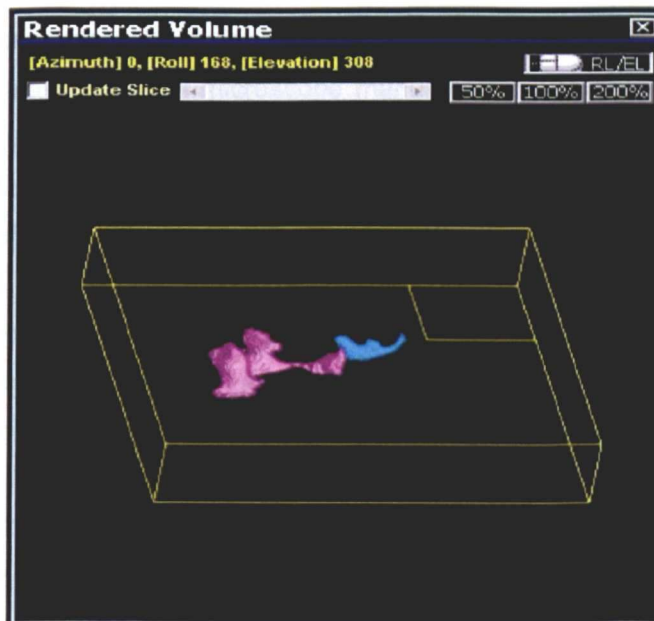 Rendered Volume
[Azimuth] 0, [Roll] 168, [Elevation] 308
RL/EL
Update Slice
50% 100% 200%